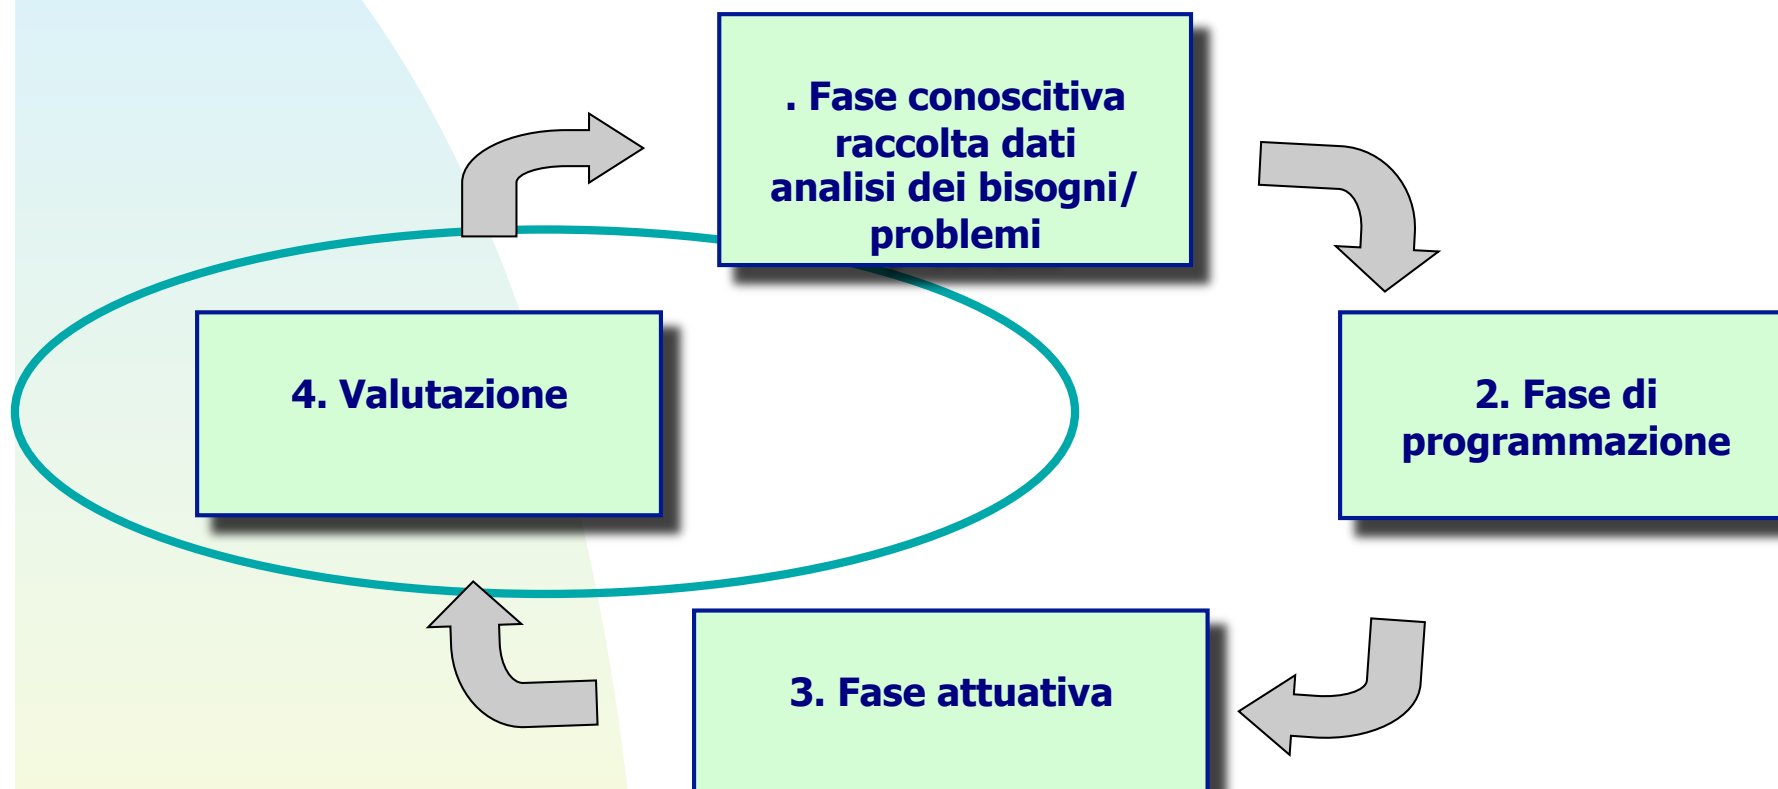 . Fase conoscitiva
raccolta dati
analisi dei bisogni/
problemi
4. Valutazione
2. Fase di
programmazione
3. Fase attuativa